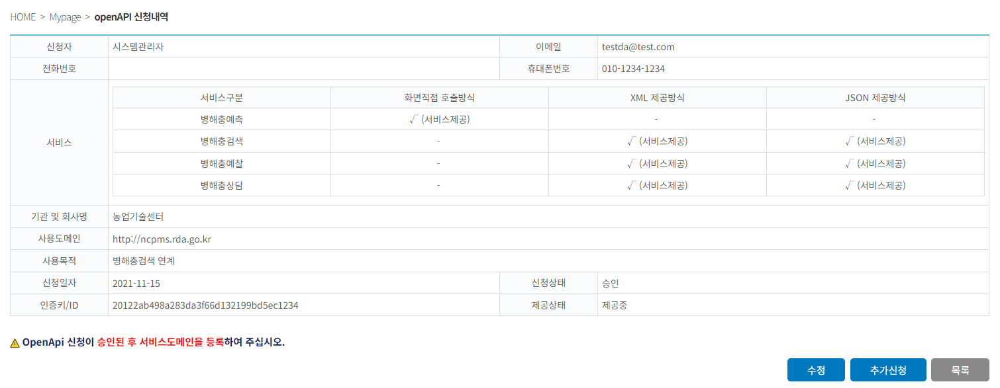 HOME > Mypage > openAPI 신청내역
신청자 시스템관리자 이메일 testda@test.com
전화번호 휴대폰번호 010-1234-1234
서비스
서비스구분 화면직접 호출방식 XML 제공방식 JSON 제공방식
병해충예측 √ (서비스제공) - -
병해충검색 - √ (서비스제공) √ (서비스제공)
병해충예찰 - √ (서비스제공) √ (서비스제공)
병해충상담 - √ (서비스제공) √ (서비스제공)
기관 및 회사명 농업기술센터
사용도메인 http://ncpms.rda.go.kr
사용목적 병해충검색 연계
신청일자 2021-11-15 신청상태 승인
인증키/ID 20122ab498a283da3f66d132199bd5ec1234 제공상태 제공중
OpenApi 신청이 승인된 후 서비스도메인을 등록하여 주십시오.
수정 추가신청 목록